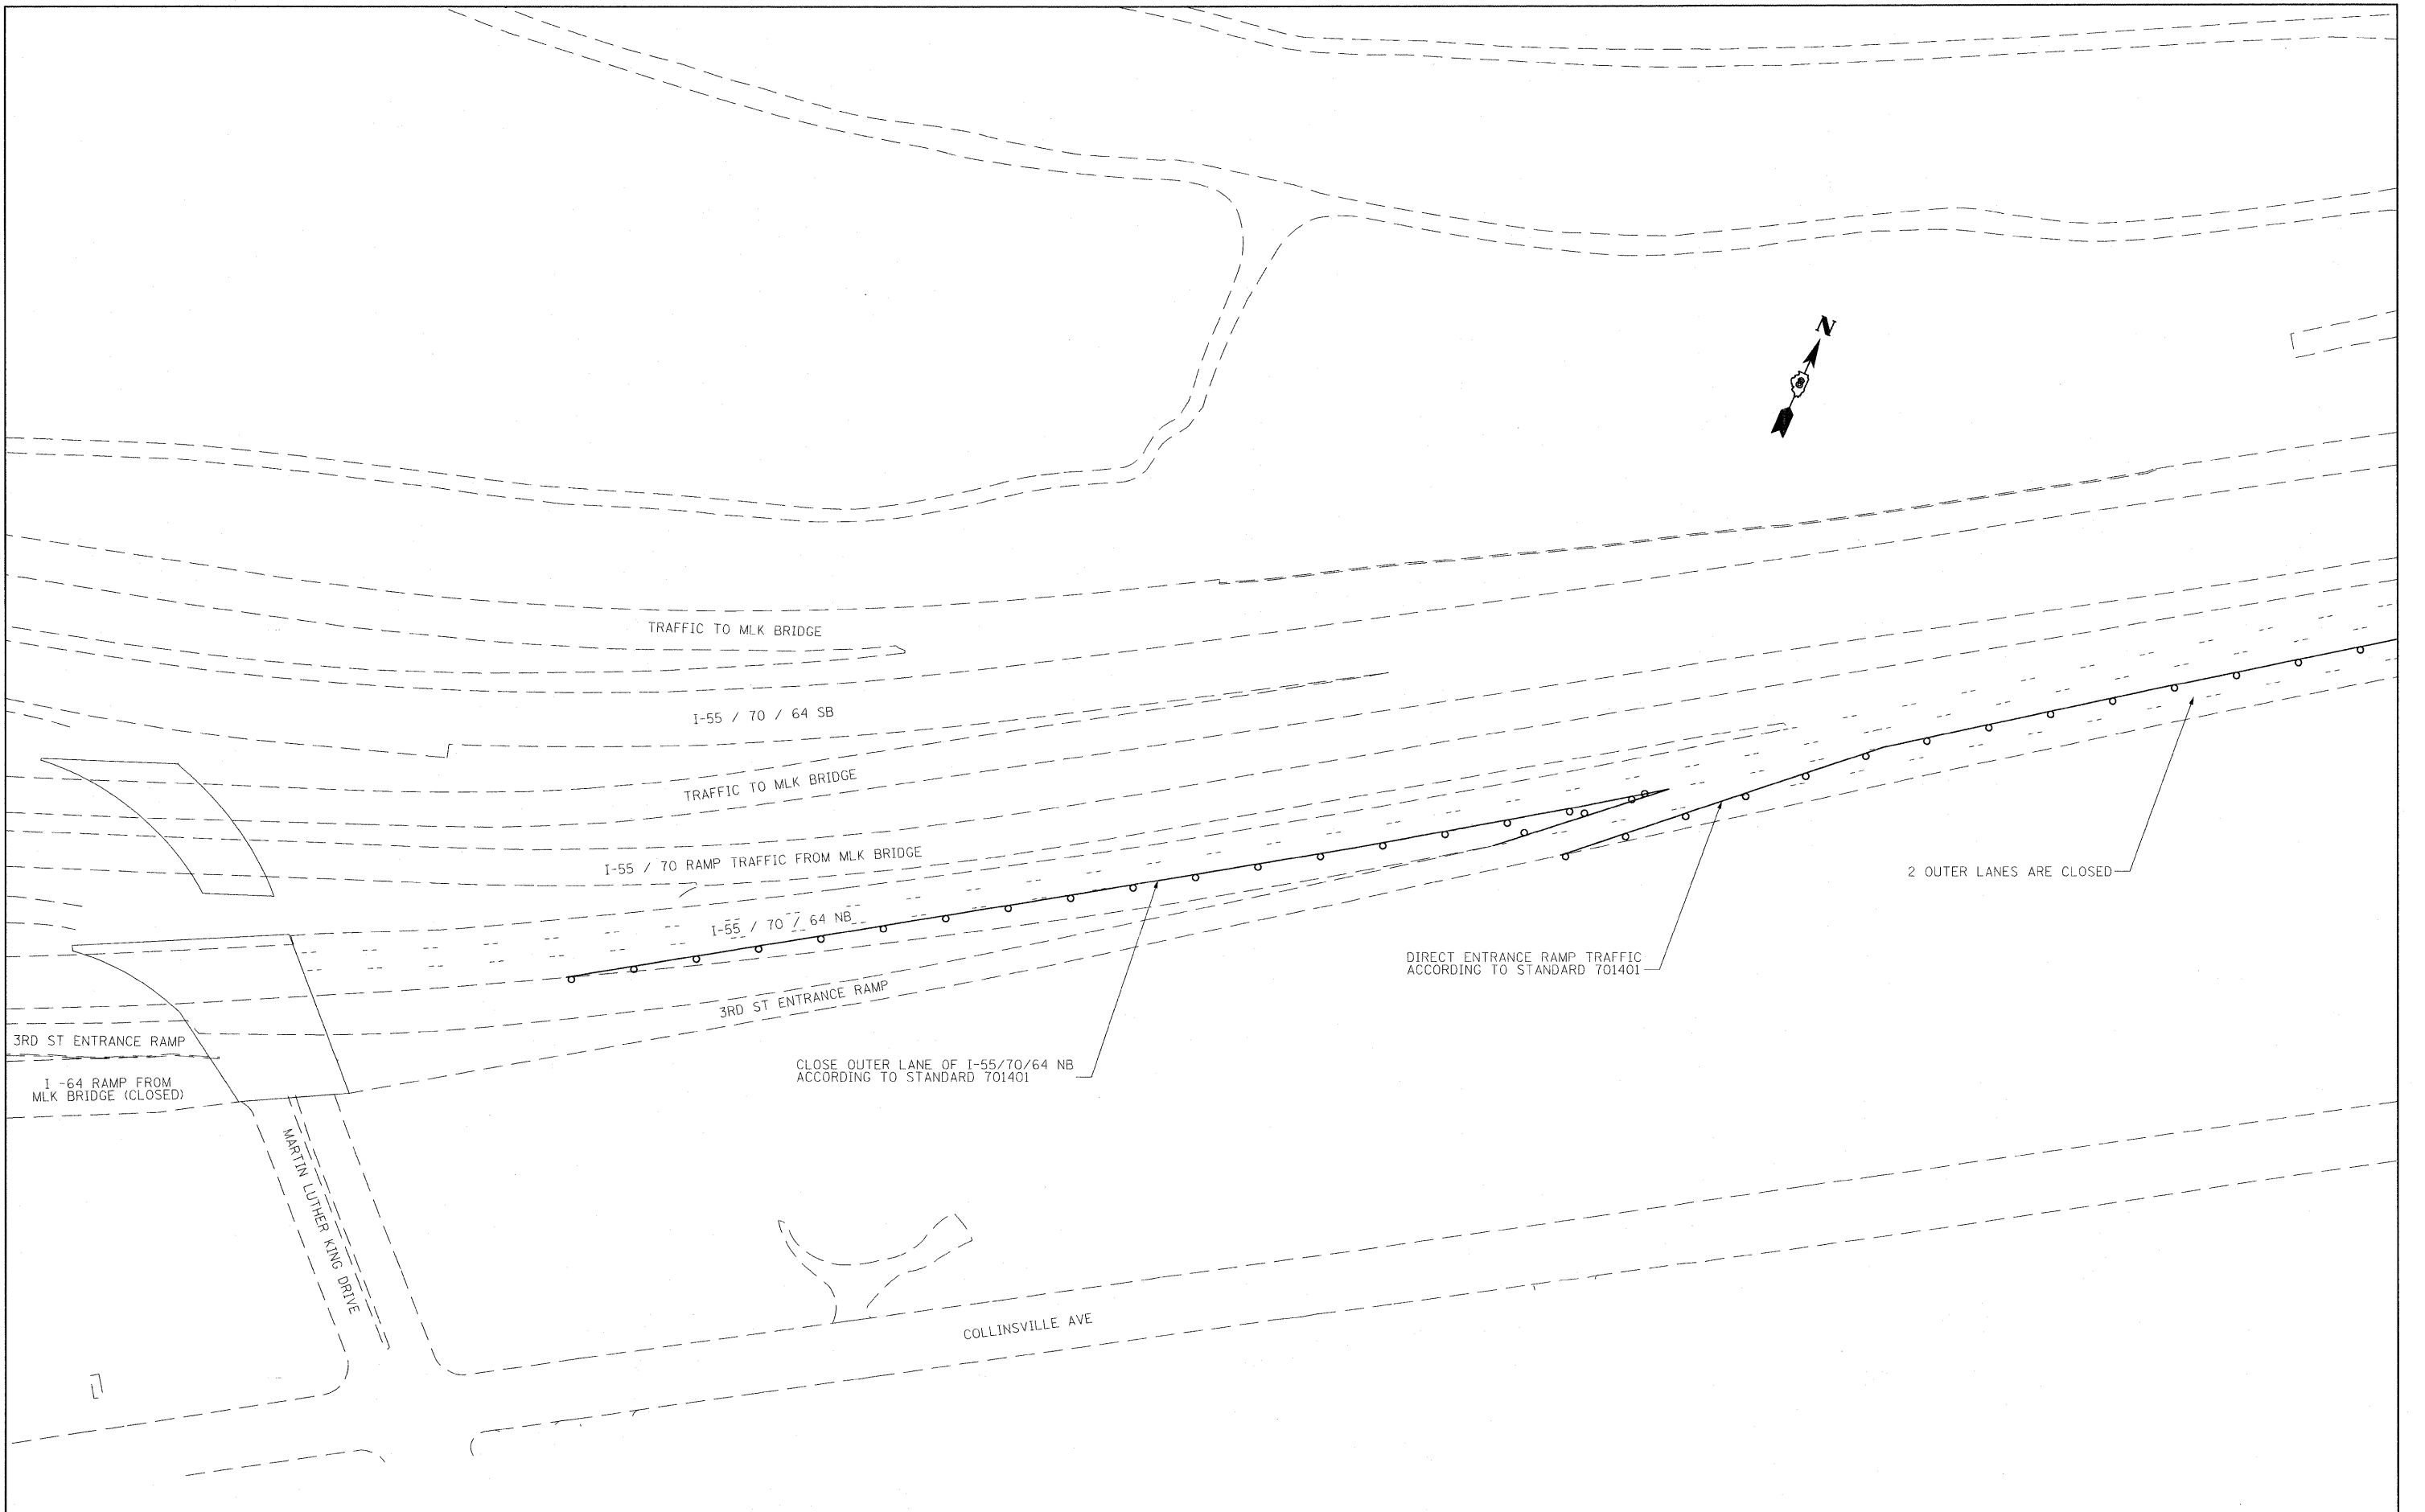 N
TRAFFIC TO MLK BRIDGE
I-55 / 70 / 64 SB
TRAFFIC TO MLK BRIDGE
I-55 / 70 RAMP TRAFFIC FROM MLK BRIDGE
I-55 / 70 / 64 NB
2 OUTER LANES ARE CLOSED
DIRECT ENTRANCE RAMP TRAFFIC
ACCORDING TO STANDARD 701401
3RD ST ENTRANCE RAMP
3RD ST ENTRANCE RAMP
CLOSE OUTER LANE OF I-55/70/64 NB
ACCORDING TO STANDARD 701401
I -64 RAMP FROM
MLK BRIDGE (CLOSED)
MARTIN LUTHER KING DRIVE
COLLINSVILLE AVE